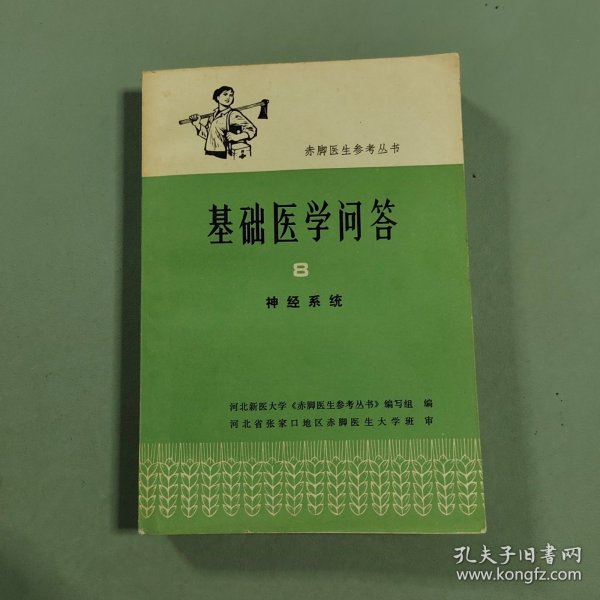 赤脚医生参考丛书
基础医学问答
8
神经系统
河北新医大学《赤脚医生参考丛书》编写组 编
河北省张家口地区赤脚医生大学班 审
孔夫子旧书网
www.kongfz.com